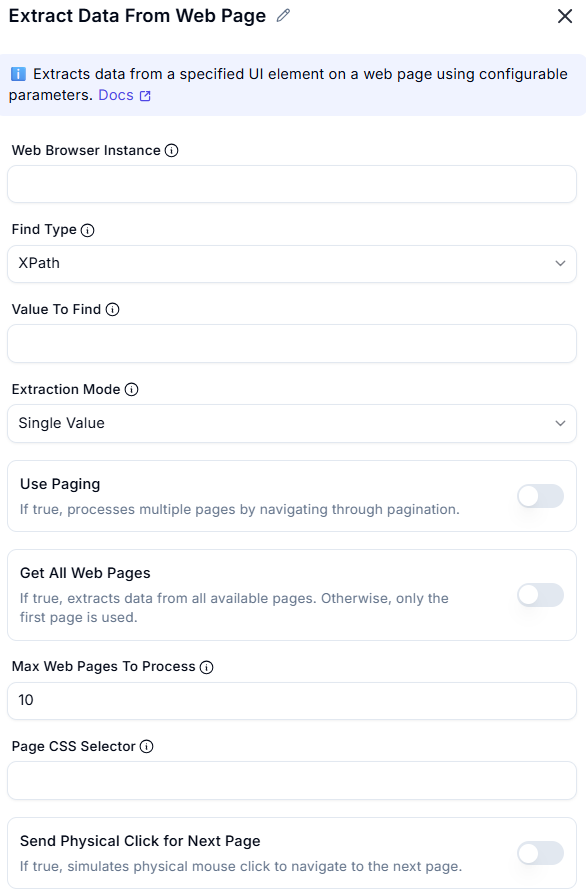 Extract Data From Web Page
Extracts data from a specified UI element on a web page using configurable
parameters. Docs
Web Browser Instance
Find Type
XPath
Value To Find
Extraction Mode
Single Value
Use Paging
If true, processes multiple pages by navigating through pagination.
Get All Web Pages
If true, extracts data from all available pages. Otherwise, only the
first page is used.
Max Web Pages To Process
10
Page CSS Selector
Send Physical Click for Next Page
If true, simulates physical mouse click to navigate to the next page.